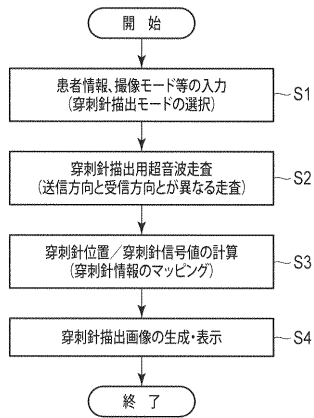 開 始
患者情報、撮像モード等の入力
(穿刺針描出モードの選択)
S1
穿刺針描出用超音波走査
(送信方向と受信方向とが異なる走査)
S2
穿刺針位置／穿刺針信号値の計算
(穿刺針情報のマッピング)
S3
穿刺針描出画像の生成・表示
S4
終 了